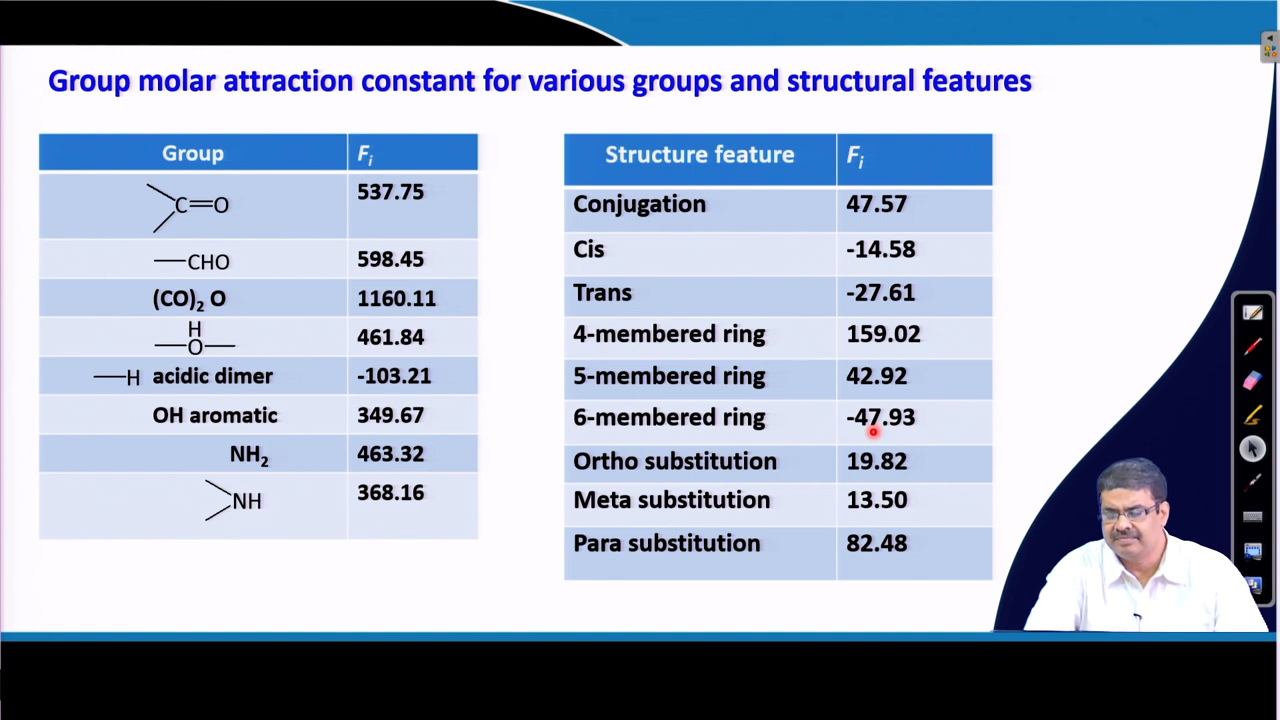 Group molar attraction constant for various groups and structural features
Group F_i
C=O 537.75
—CHO 598.45
(CO)₂ O 1160.11
H
—O— 461.84
—H acidic dimer -103.21
OH aromatic 349.67
NH₂ 463.32
NH 368.16
Structure feature F_i
Conjugation 47.57
Cis -14.58
Trans -27.61
4-membered ring 159.02
5-membered ring 42.92
6-membered ring -47.93
Ortho substitution 19.82
Meta substitution 13.50
Para substitution 82.48